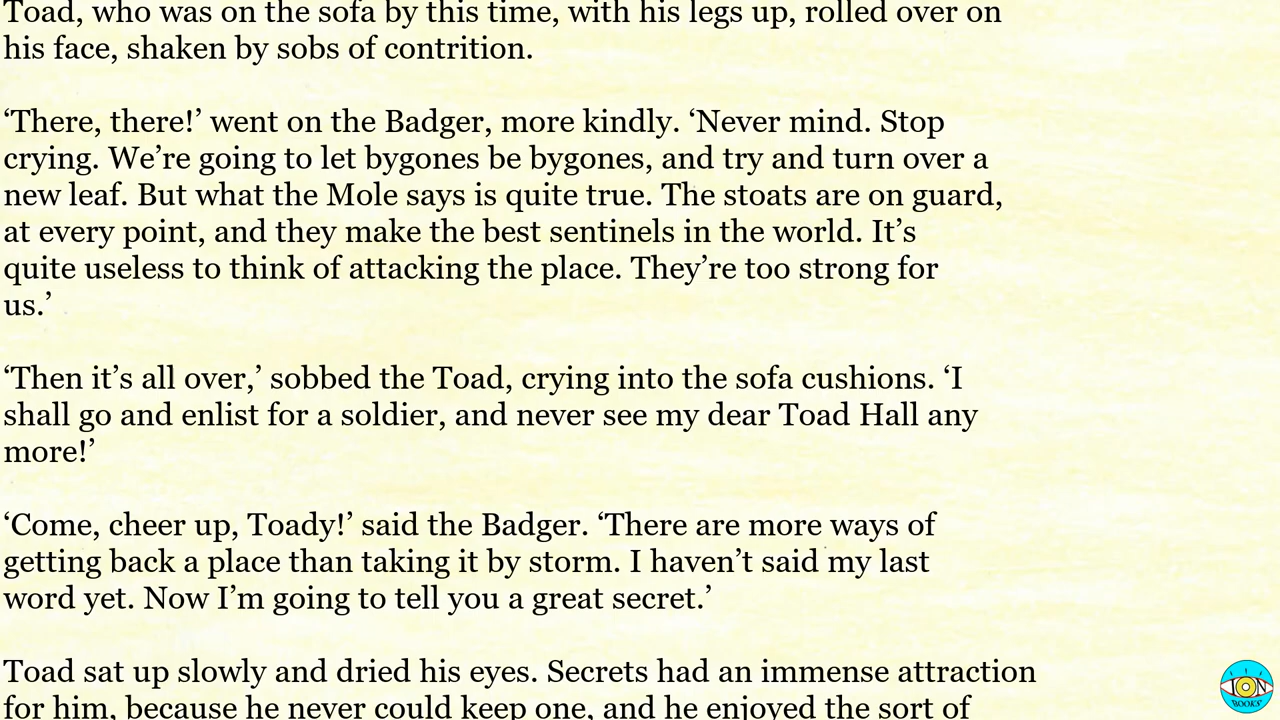 Toad, who was on the sofa by this time, with his legs up, rolled over on
his face, shaken by sobs of contrition.
‘There, there!’ went on the Badger, more kindly. ‘Never mind. Stop
crying. We’re going to let bygones be bygones, and try and turn over a
new leaf. But what the Mole says is quite true. The stoats are on guard,
at every point, and they make the best sentinels in the world. It’s
quite useless to think of attacking the place. They’re too strong for
us.’
‘Then it’s all over,’ sobbed the Toad, crying into the sofa cushions. ‘I
shall go and enlist for a soldier, and never see my dear Toad Hall any
more!’
‘Come, cheer up, Toady!’ said the Badger. ‘There are more ways of
getting back a place than taking it by storm. I haven’t said my last
word yet. Now I’m going to tell you a great secret.’
Toad sat up slowly and dried his eyes. Secrets had an immense attraction
for him, because he never could keep one, and he enjoyed the sort of
ION
BOOKS